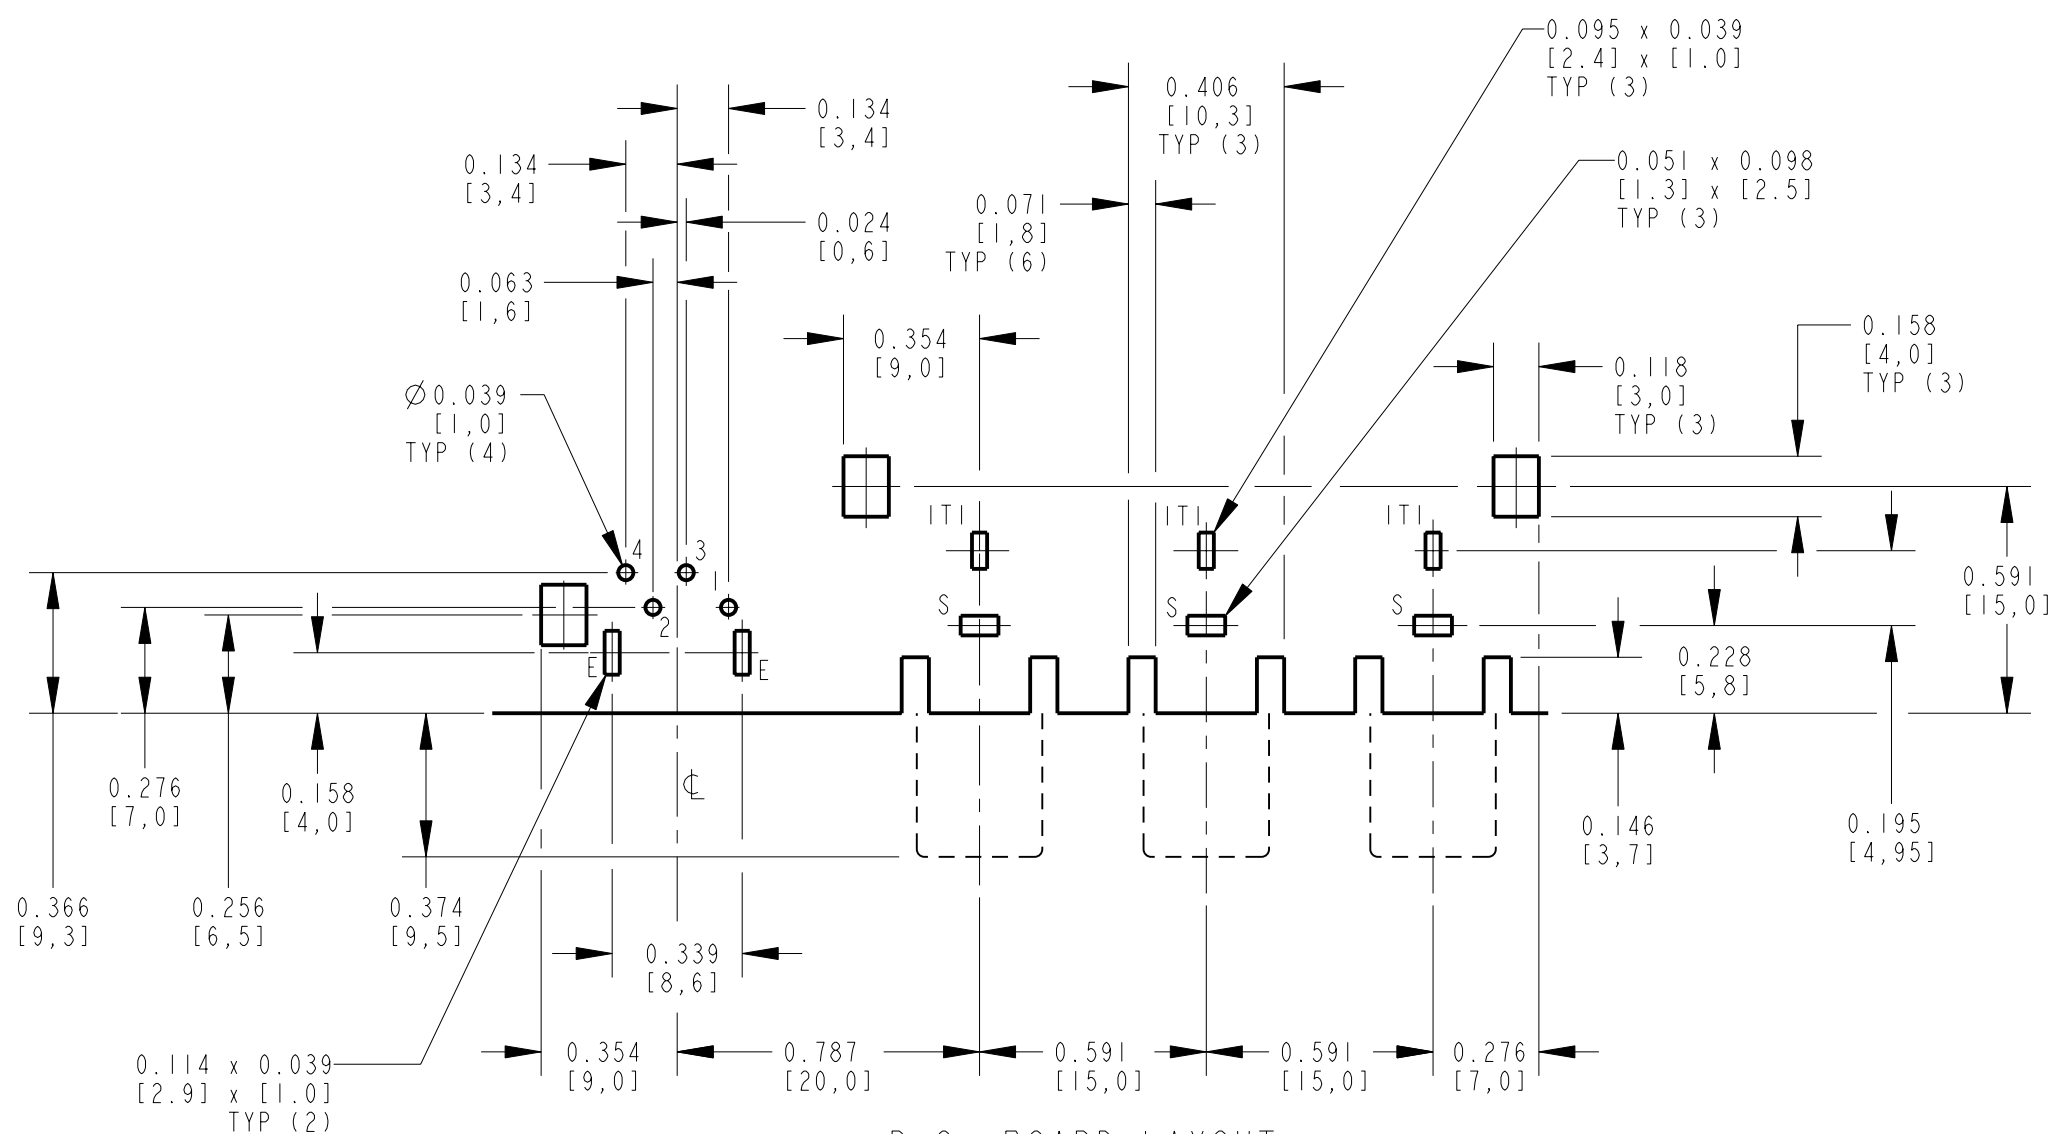 0.095 x 0.039
[2.4] x [1.0]
TYP (3)
0.406
[10,3]
TYP (3)
0.134
[3,4]
0.134
[3,4]
0.051 x 0.098
[1.3] x [2.5]
TYP (3)
0.071
[1,8]
TYP (6)
0.024
[0,6]
0.063
[1,6]
0.354
[9,0]
0.158
[4,0]
TYP (3)
0.118
[3,0]
TYP (3)
Ø0.039
[1,0]
TYP (4)
1T1
1T1
1T1
4
3
1
2
S
S
S
E
E
0.591
[15,0]
0.228
[5,8]
℄
0.276
[7,0]
0.158
[4,0]
0.146
[3,7]
0.195
[4,95]
0.366
[9,3]
0.256
[6,5]
0.374
[9,5]
0.339
[8,6]
0.114 x 0.039
[2.9] x [1.0]
TYP (2)
0.354
[9,0]
0.787
[20,0]
0.591
[15,0]
0.591
[15,0]
0.276
[7,0]
BOARD LAYOUT